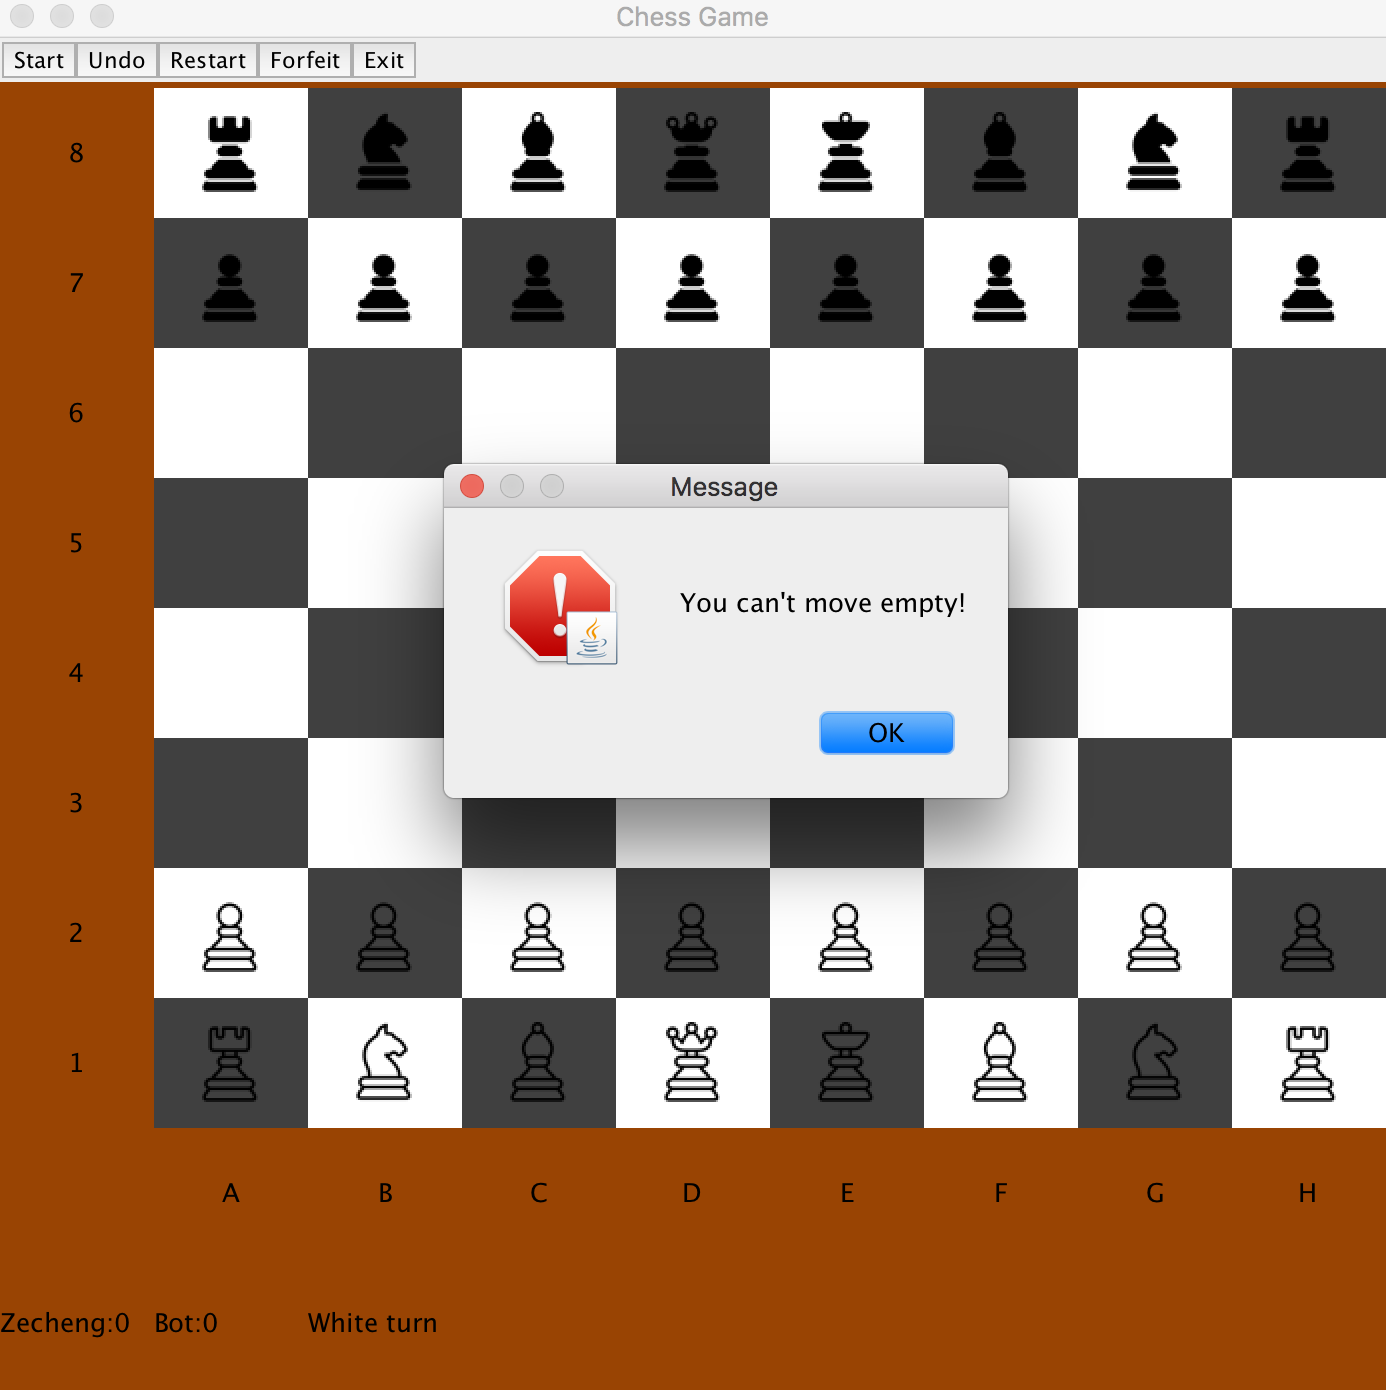 Chess Game
Start Undo Restart Forfeit Exit
8
7
6
Message
5
You can't move empty!
4
OK
3
2
1
A B C D E F G H
Zecheng:0 Bot:0 White turn